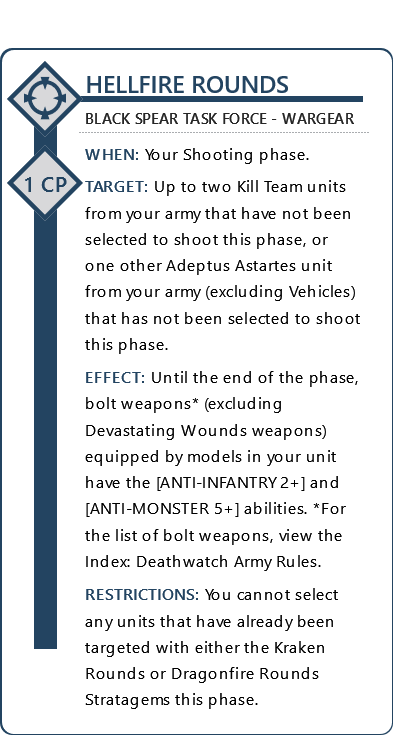 HELLFIRE ROUNDS
BLACK SPEAR TASK FORCE - WARGEAR
1 CP
WHEN: Your Shooting phase.
TARGET: Up to two Kill Team units
from your army that have not been
selected to shoot this phase, or
one other Adeptus Astartes unit
from your army (excluding Vehicles)
that has not been selected to shoot
this phase.
EFFECT: Until the end of the phase,
bolt weapons* (excluding
Devastating Wounds weapons)
equipped by models in your unit
have the [ANTI-INFANTRY 2+] and
[ANTI-MONSTER 5+] abilities. *For
the list of bolt weapons, view the
Index: Deathwatch Army Rules.
RESTRICTIONS: You cannot select
any units that have already been
targeted with either the Kraken
Rounds or Dragonfire Rounds
Stratagems this phase.